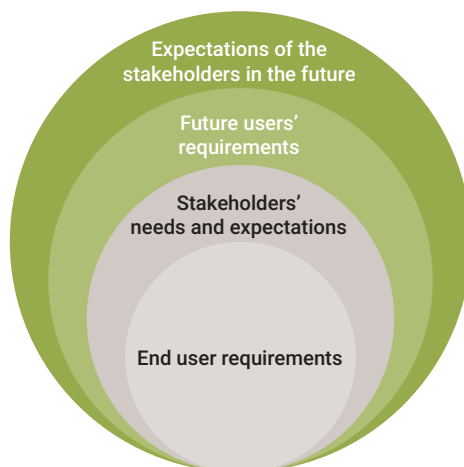 Expectations of the
stakeholders in the future
Future users’
requirements
Stakeholders’
needs and expectations
End user requirements